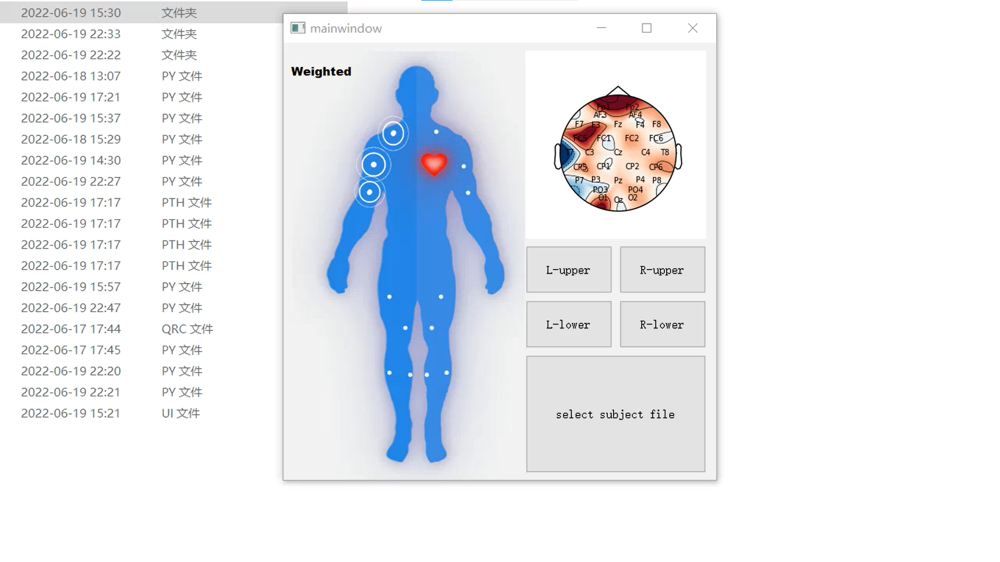 2022-06-19 15:30 文件夹
2022-06-19 22:33 文件夹
2022-06-19 22:22 文件夹
2022-06-18 13:07 PY 文件
2022-06-19 17:21 PY 文件
2022-06-19 15:37 PY 文件
2022-06-18 15:29 PY 文件
2022-06-19 14:30 PY 文件
2022-06-19 22:27 PY 文件
2022-06-19 17:17 PTH 文件
2022-06-19 17:17 PTH 文件
2022-06-19 17:17 PTH 文件
2022-06-19 17:17 PTH 文件
2022-06-19 15:57 PY 文件
2022-06-19 22:47 PY 文件
2022-06-17 17:44 QRC 文件
2022-06-17 17:45 PY 文件
2022-06-19 22:20 PY 文件
2022-06-19 22:21 PY 文件
2022-06-19 15:21 UI 文件
mainwindow
Weighted
Fp1 Fp2
AF3 AF4
F7 F3 Fz F4 F8
FC5 FC1 FC2 FC6
T7 C3 Cz C4 T8
CP5 CP1 CP2 CP6
P7 P3 Pz P4 P8
PO3 PO4
O1 Oz O2
L-upper R-upper
L-lower R-lower
select subject file